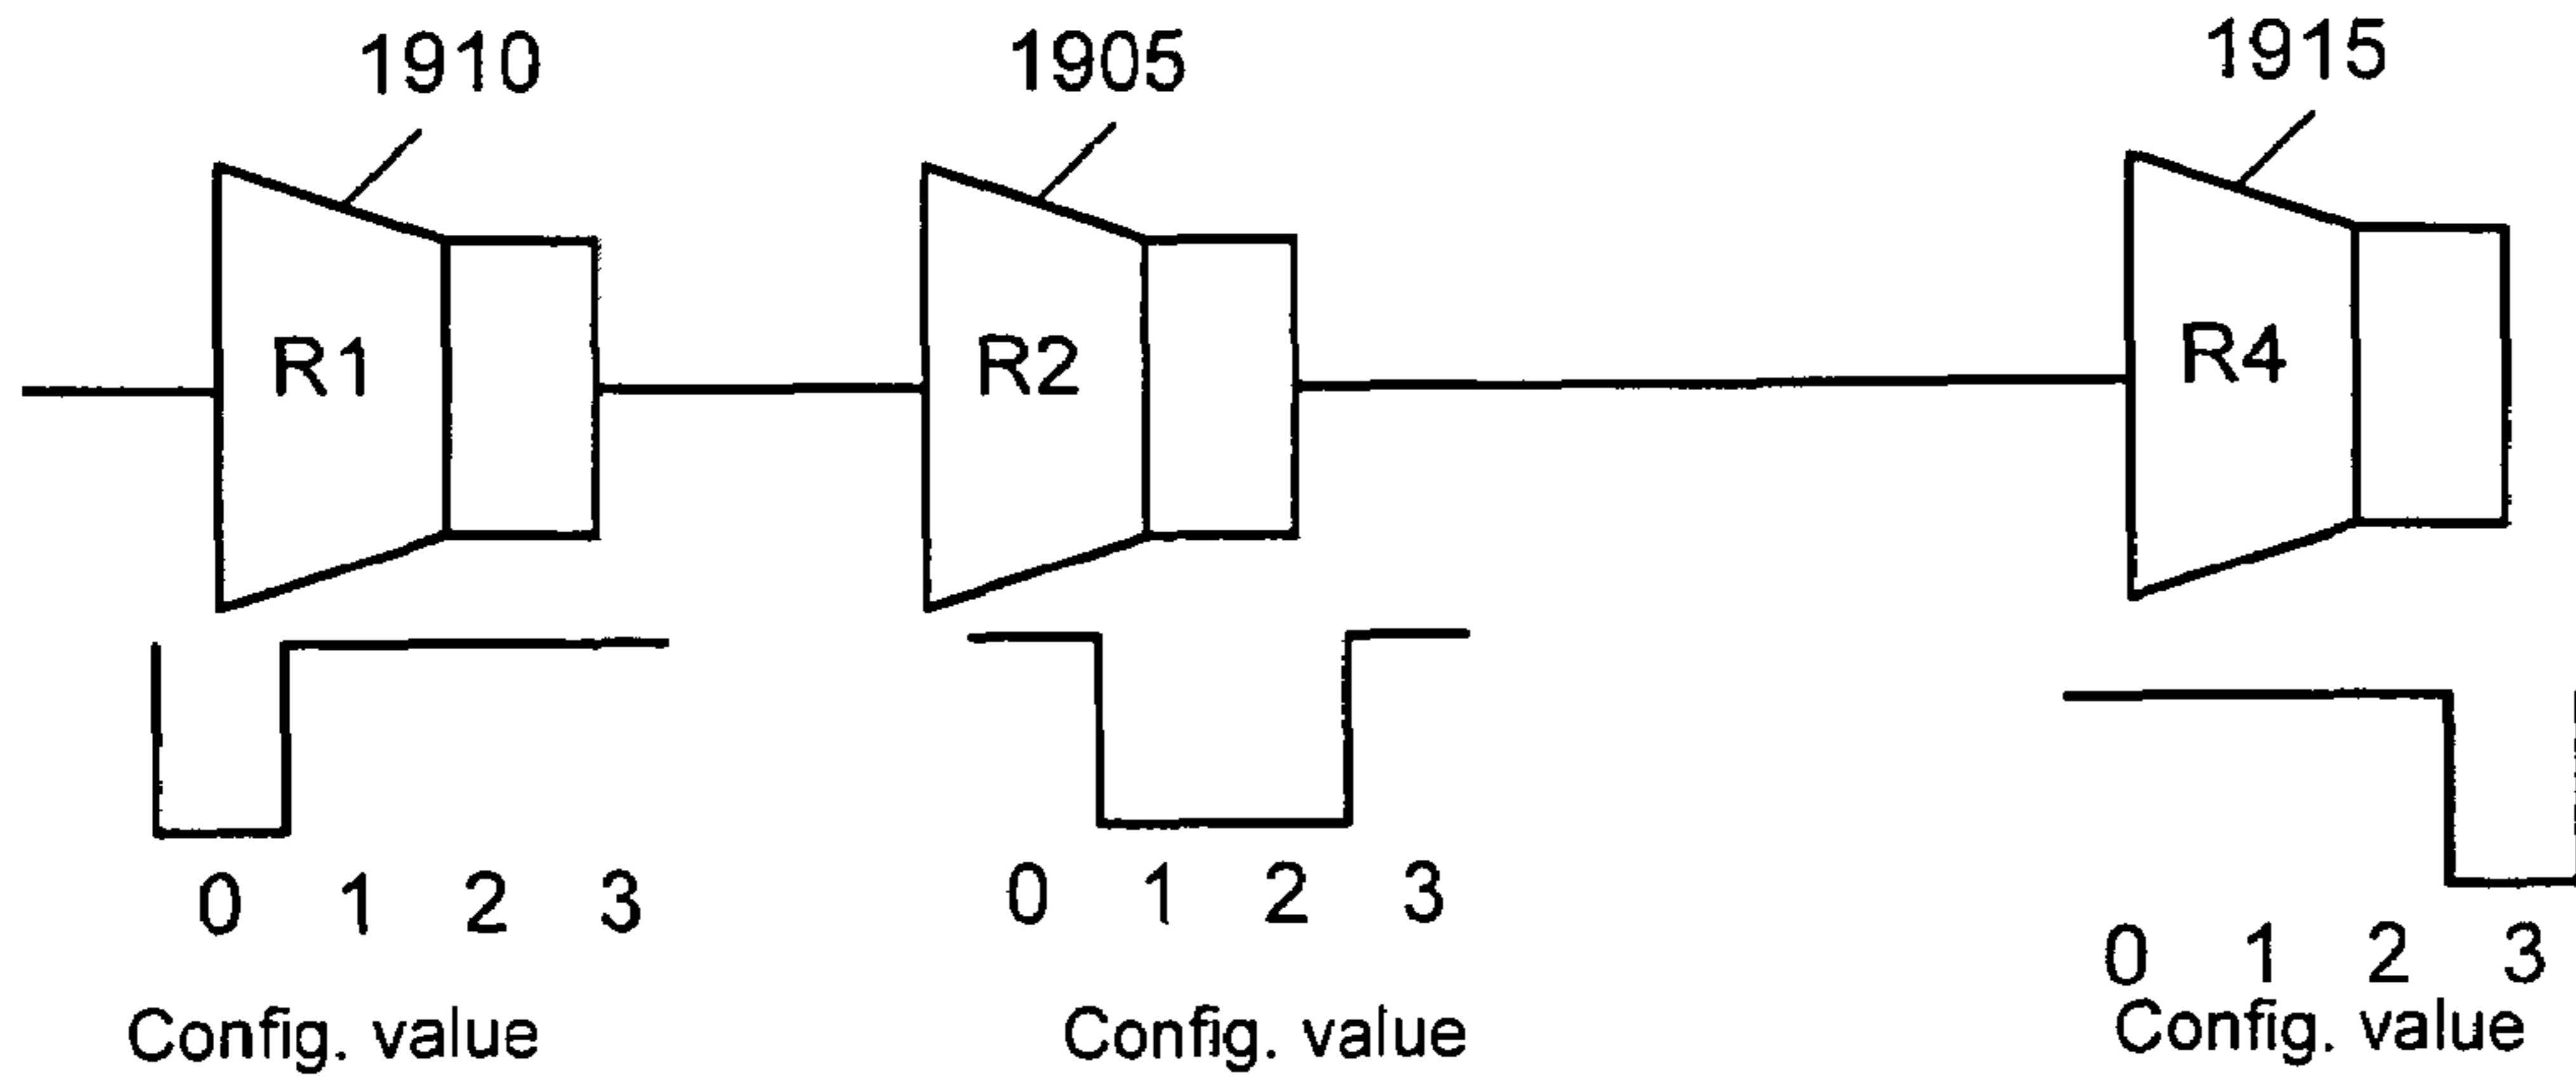 1910 1905 1915
R1 R2 R4
0 1 2 3 0 1 2 3 0 1 2 3
Config. value Config. value Config. value